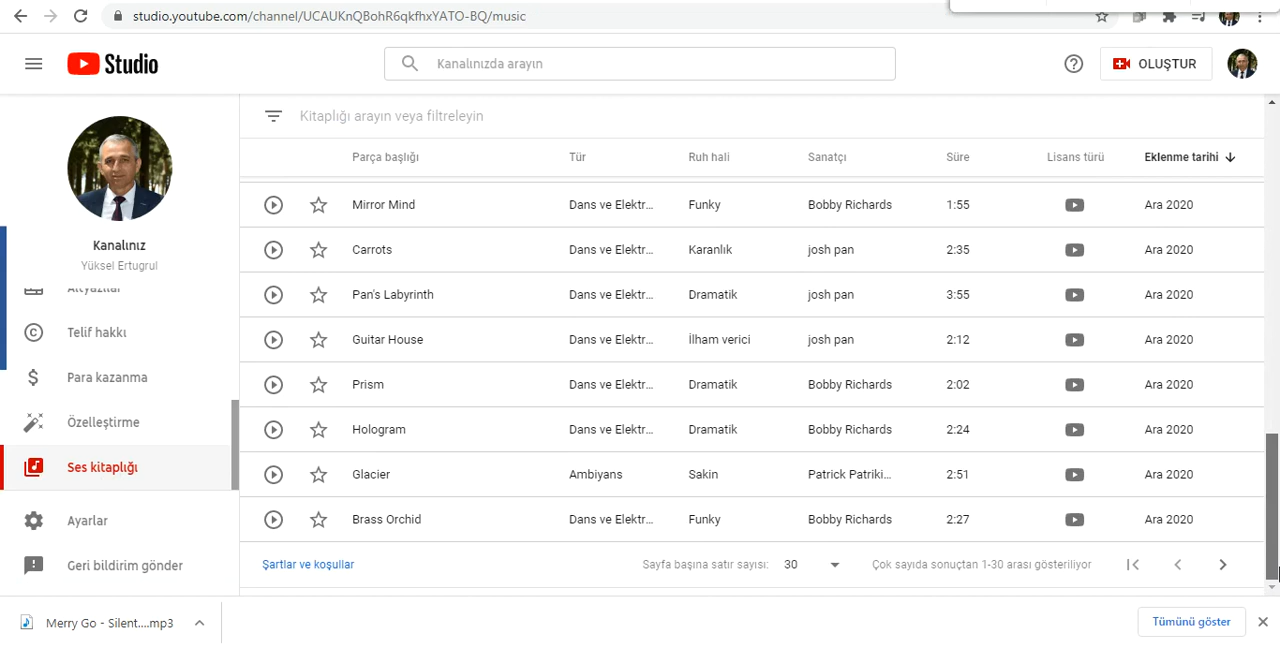 studio.youtube.com/channel/UCAUKnQBohR6qkfhxYATO-BQ/music
Studio
Kanalınızda arayın
OLUŞTUR
Kanalınız
Yüksel Ertugrul
Altyazılar
Telif hakkı
Para kazanma
Özelleştirme
Ses kitaplığı
Ayarlar
Geri bildirim gönder
Kitaplığı arayın veya filtreleyin
Parça başlığı Tür Ruh hali Sanatçı Süre Lisans türü Eklenme tarihi
Mirror Mind Dans ve Elektr... Funky Bobby Richards 1:55 Ara 2020
Carrots Dans ve Elektr... Karanlık josh pan 2:35 Ara 2020
Pan's Labyrinth Dans ve Elektr... Dramatik josh pan 3:55 Ara 2020
Guitar House Dans ve Elektr... İlham verici josh pan 2:12 Ara 2020
Prism Dans ve Elektr... Dramatik Bobby Richards 2:02 Ara 2020
Hologram Dans ve Elektr... Dramatik Bobby Richards 2:24 Ara 2020
Glacier Ambiyans Sakin Patrick Patriki... 2:51 Ara 2020
Brass Orchid Dans ve Elektr... Funky Bobby Richards 2:27 Ara 2020
Şartlar ve koşullar Sayfa başına satır sayısı: 30 Çok sayıda sonuçtan 1-30 arası gösteriliyor
Merry Go - Silent....mp3 Tümünü göster